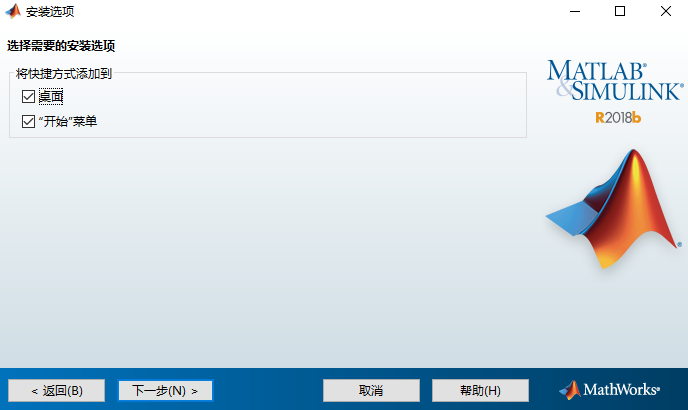 安装选项
选择需要的安装选项
将快捷方式添加到
桌面
“开始”菜单
MATLAB®
&SIMULINK®
R2018b
®
< 返回(B)
下一步(N) >
取消
帮助(H)
MathWorks®